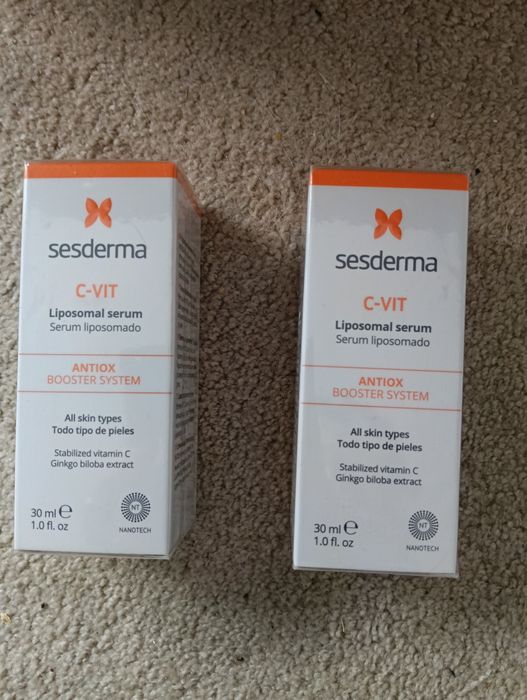 sesderma
C-VIT
Liposomal serum
Serum liposomado
ANTIOX
BOOSTER SYSTEM
All skin types
Todo tipo de pieles
Stabilized vitamin C
Ginkgo biloba extract
30 ml e
1.0 fl. oz
NT
NANOTECH
sesderma
C-VIT
Liposomal serum
Serum liposomado
ANTIOX
BOOSTER SYSTEM
All skin types
Todo tipo de pieles
Stabilized vitamin C
Ginkgo biloba extract
30 ml e
1.0 fl. oz
NT
NANOTECH